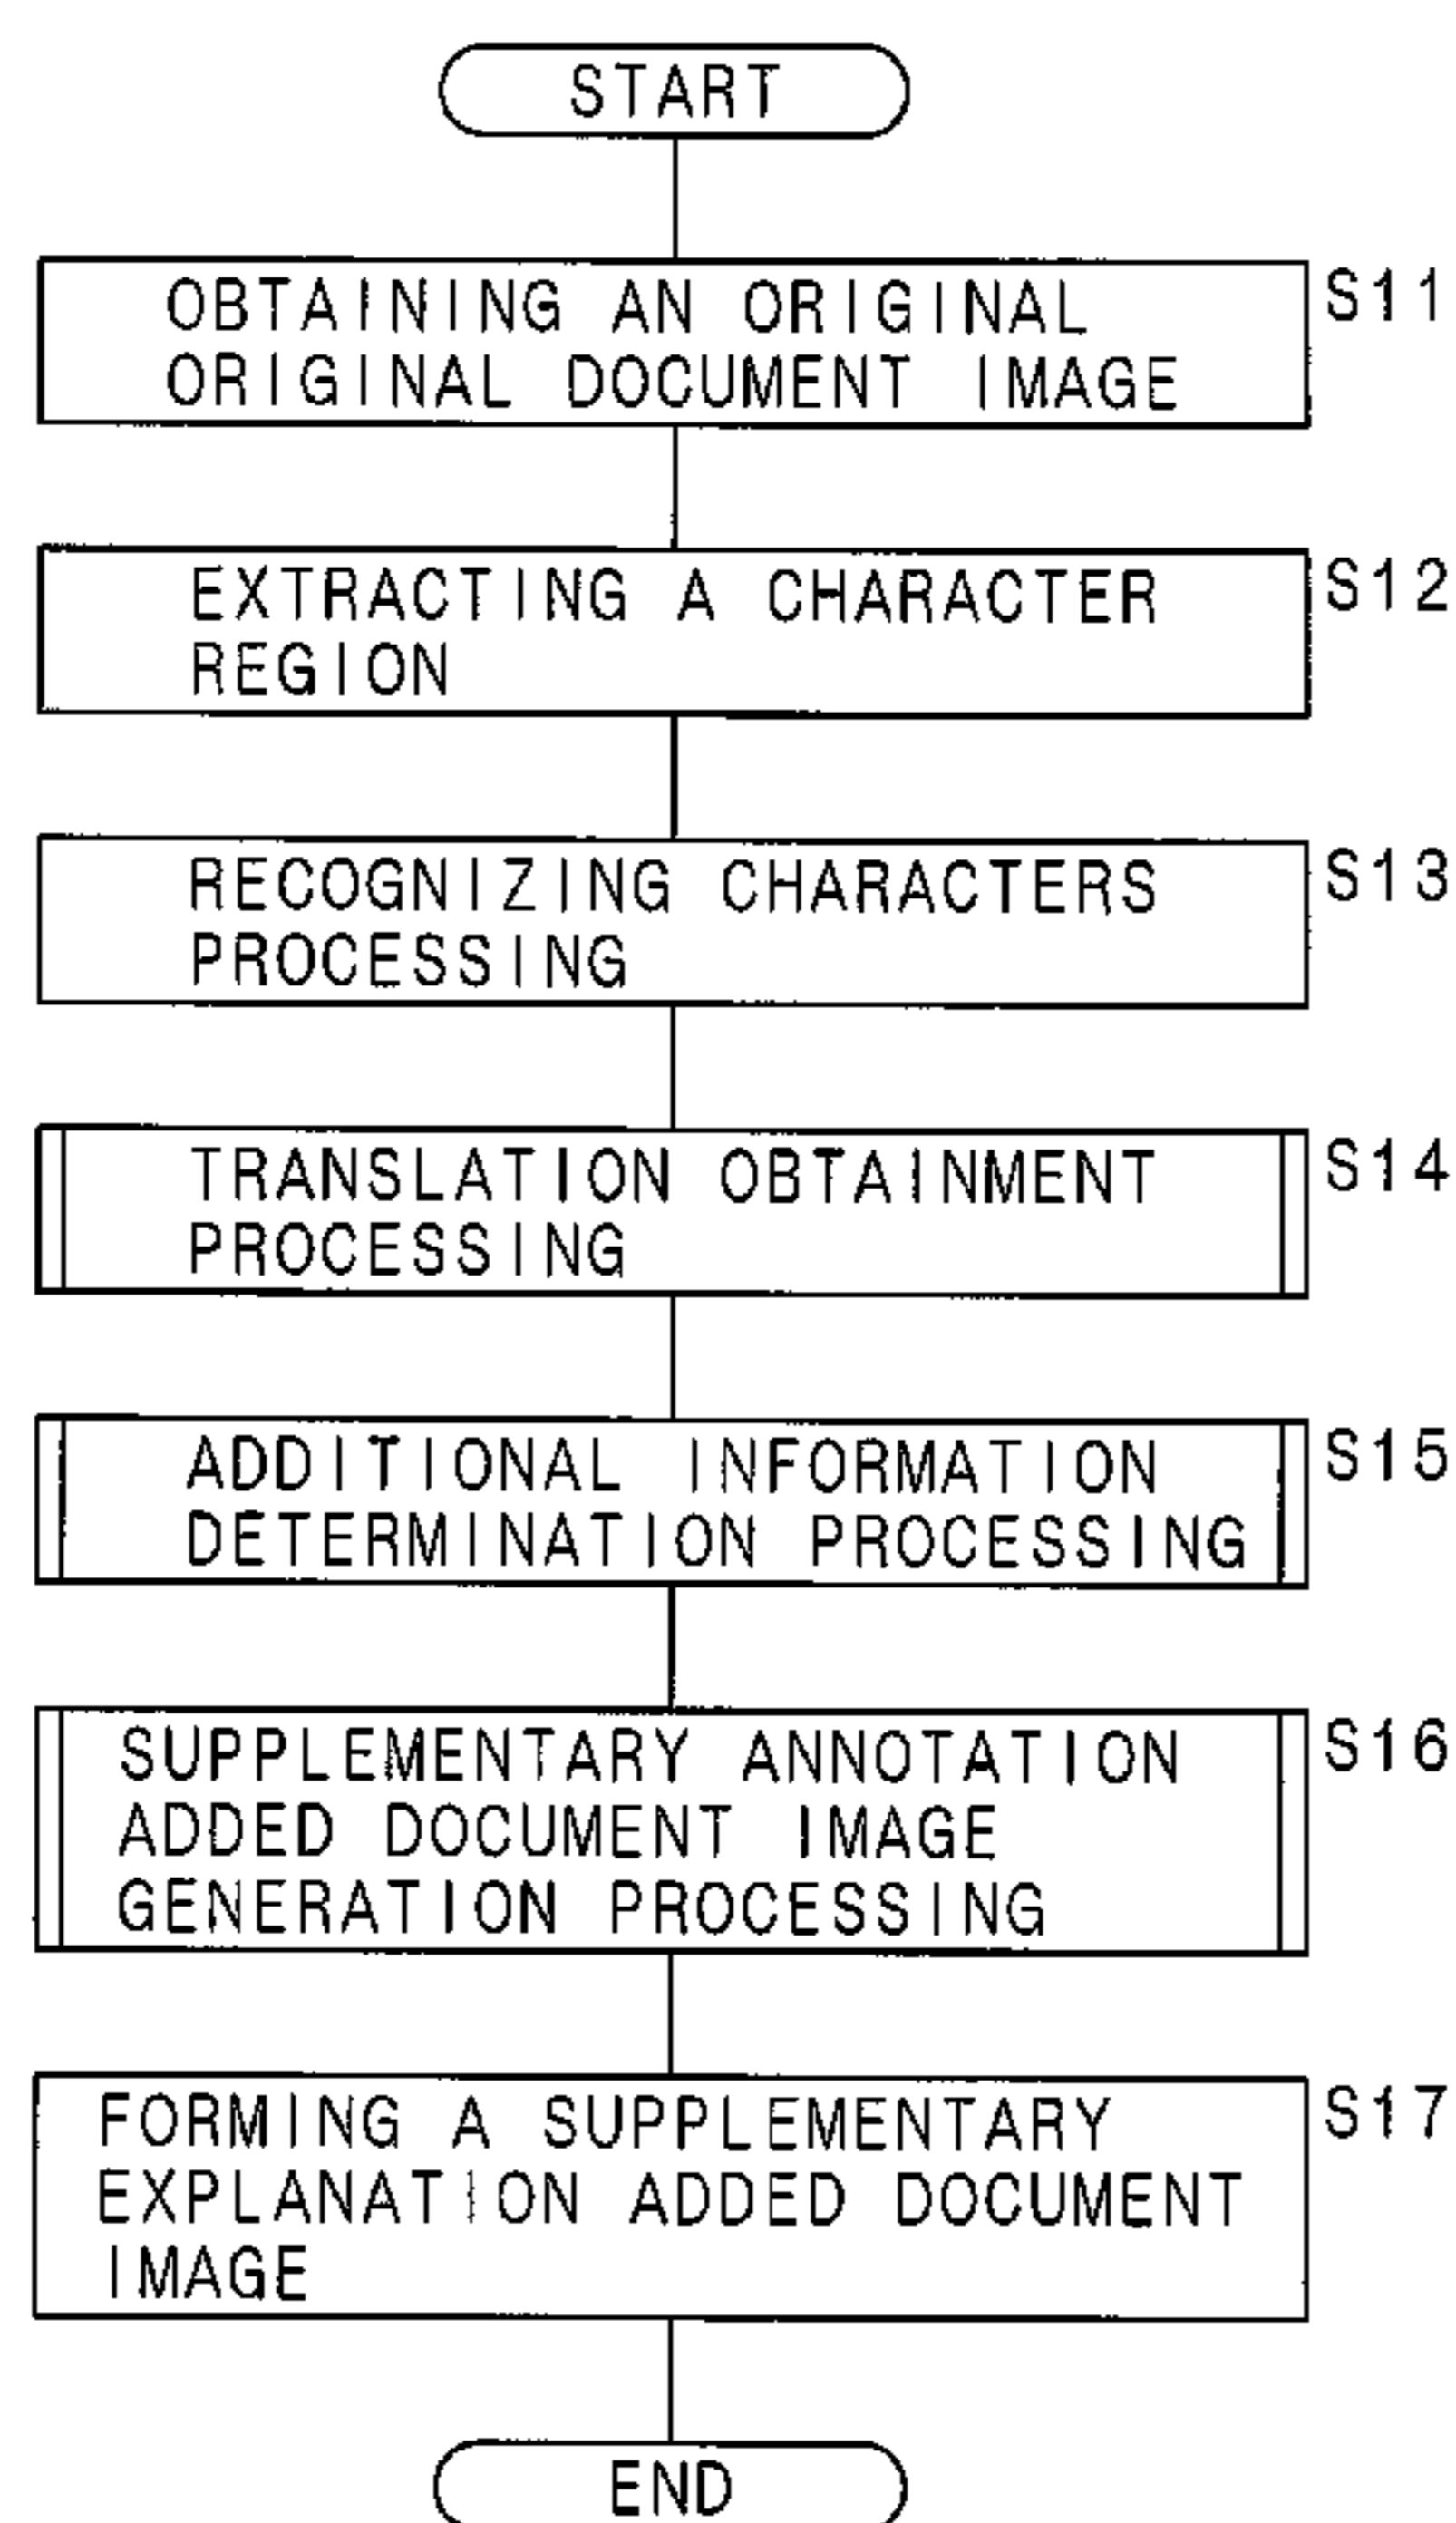 START
OBTAINING AN ORIGINAL
ORIGINAL DOCUMENT IMAGE
S11
EXTRACTING A CHARACTER
REGION
S12
RECOGNIZING CHARACTERS
PROCESSING
S13
TRANSLATION OBTAINMENT
PROCESSING
S14
ADDITIONAL INFORMATION
DETERMINATION PROCESSING
S15
SUPPLEMENTARY ANNOTATION
ADDED DOCUMENT IMAGE
GENERATION PROCESSING
S16
FORMING A SUPPLEMENTARY
EXPLANATION ADDED DOCUMENT
IMAGE
S17
END